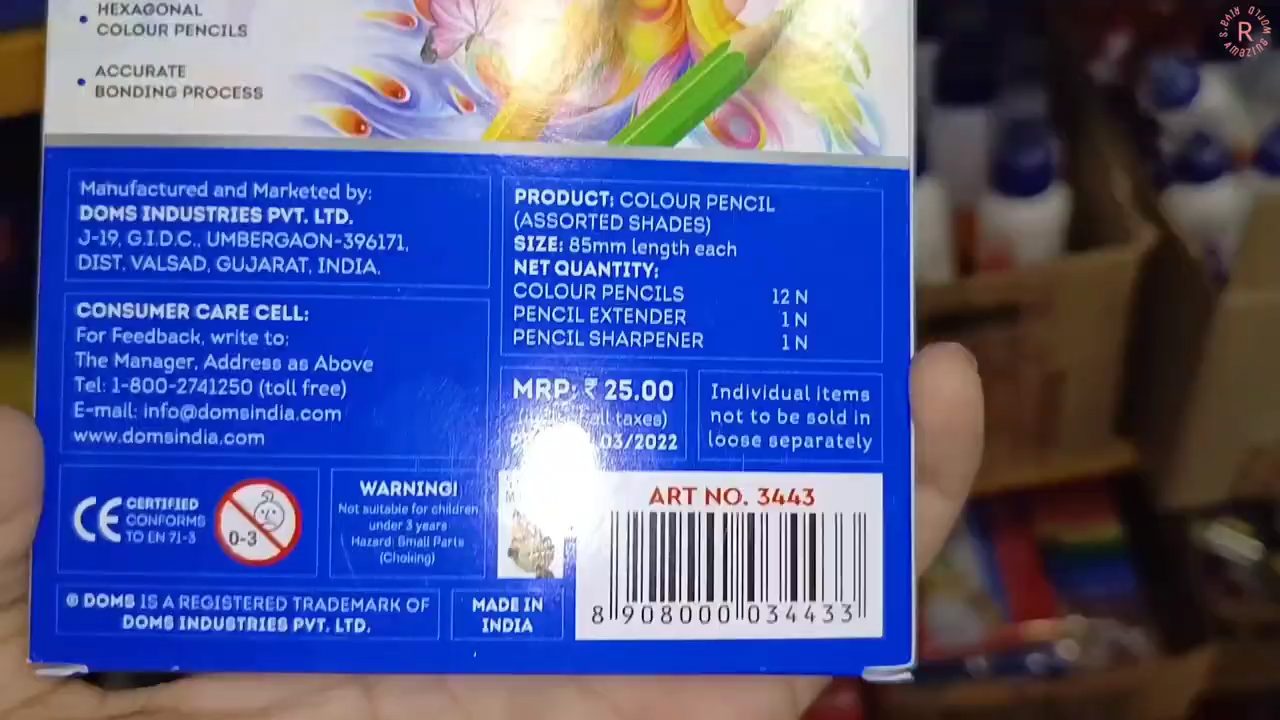 HEXAGONAL
COLOUR PENCILS
ACCURATE
BONDING PROCESS
Manufactured and Marketed by:
DOMS INDUSTRIES PVT. LTD.
J-19, G.I.D.C., UMBERGAON-396171,
DIST. VALSAD, GUJARAT, INDIA.
CONSUMER CARE CELL:
For Feedback, write to:
The Manager, Address as Above
Tel: 1-800-2741250 (toll free)
E-mail: info@domsindia.com
www.domsindia.com
PRODUCT: COLOUR PENCIL
(ASSORTED SHADES)
SIZE: 85mm length each
NET QUANTITY:
COLOUR PENCILS 12 N
PENCIL EXTENDER 1 N
PENCIL SHARPENER 1 N
MRP: ₹ 25.00
all taxes)
03/2022
Individual items
not to be sold in
loose separately
CE CERTIFIED
CONFORMS
TO EN 71-3
0-3
WARNING!
Not suitable for children
under 3 years
Hazard: Small Parts
(Choking)
ART NO. 3443
8 908000 034433
® DOMS IS A REGISTERED TRADEMARK OF
DOMS INDUSTRIES PVT. LTD.
MADE IN
INDIA
R
RIYA'S AMAZING WORLD